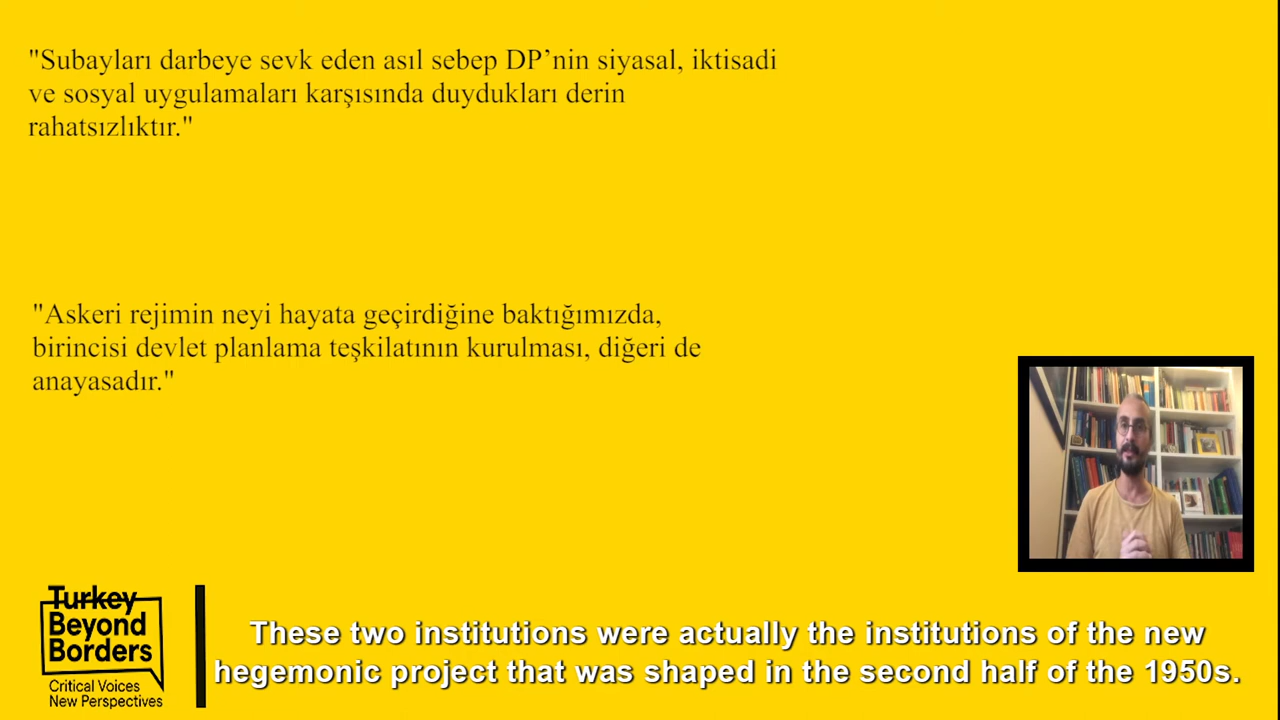 "Subayları darbeye sevk eden asıl sebep DP’nin siyasal, iktisadi
ve sosyal uygulamaları karşısında duydukları derin
rahatsızlıktır."
"Askeri rejimin neyi hayata geçirdiğine baktığımızda,
birincisi devlet planlama teşkilatının kurulması, diğeri de
anayasadır."
Turkey
Beyond
Borders
Critical Voices
New Perspectives
These two institutions were actually the institutions of the new
hegemonic project that was shaped in the second half of the 1950s.